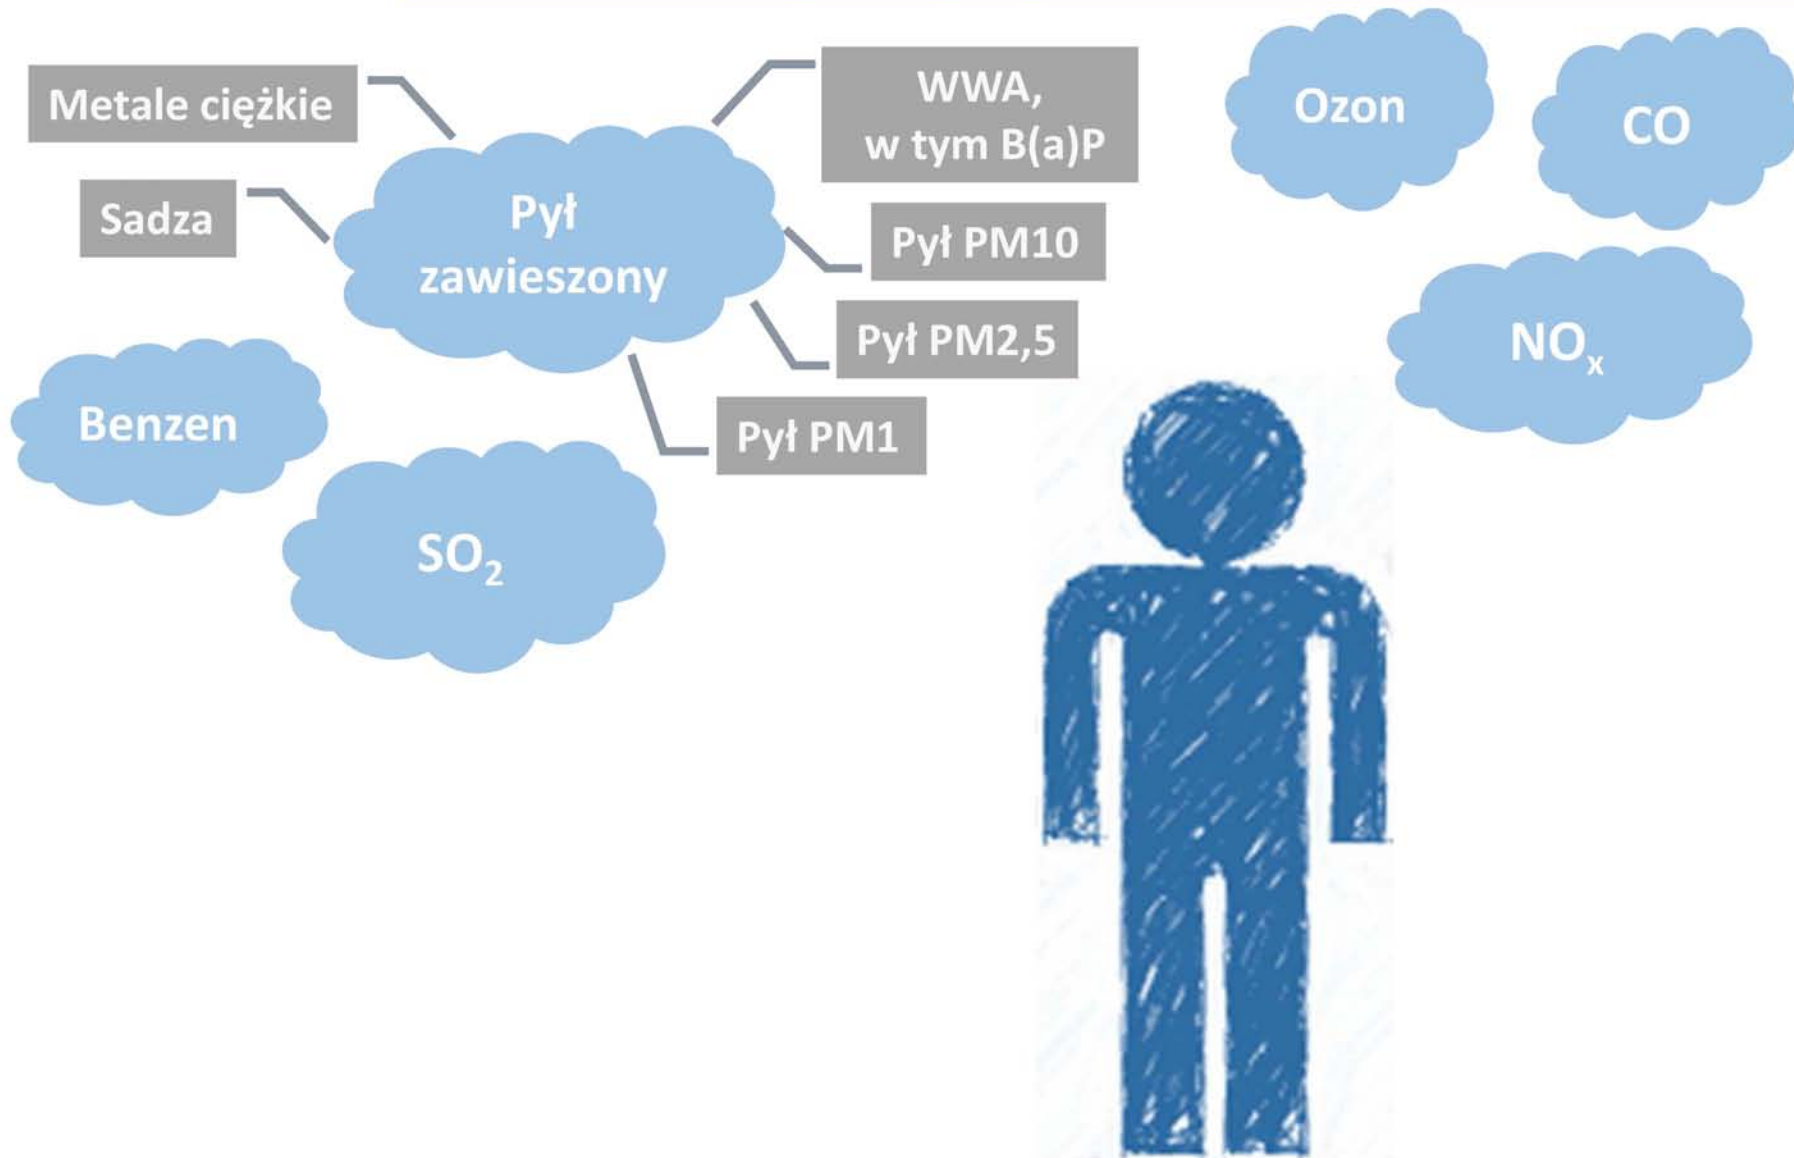 Metale ciężkie
Sadza
Pył
zawieszony
WWA,
w tym B(a)P
Pył PM10
Pył PM2,5
Pył PM1
Benzen
SO₂
Ozon
CO
NOₓ